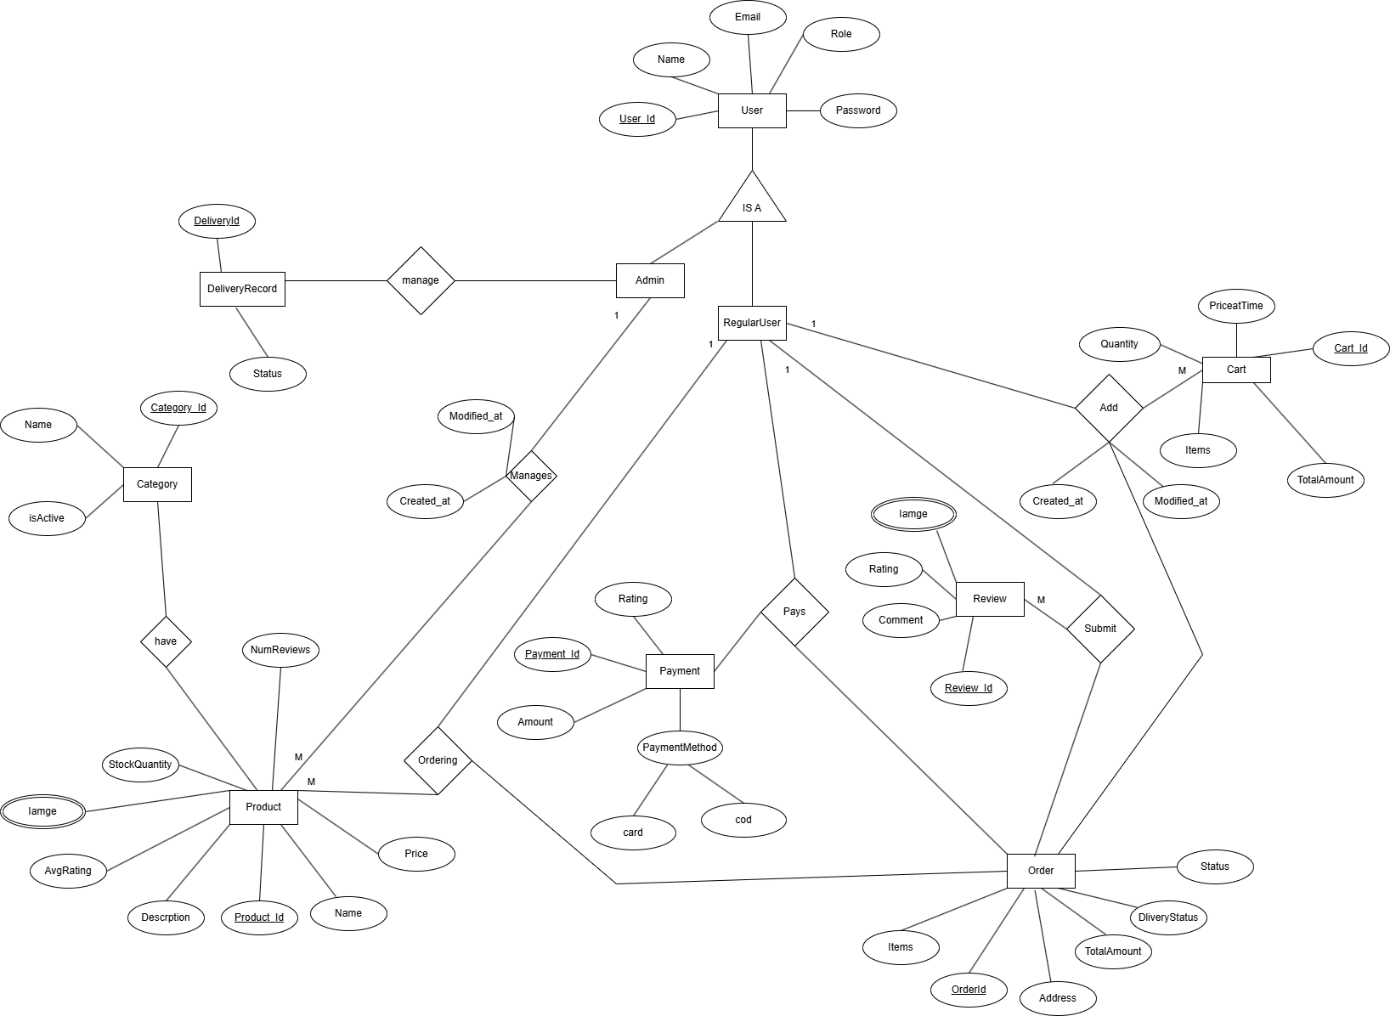 Email
Role
Name
User
Password
User_Id
IS A
DeliveryId
manage
Admin
DeliveryRecord
PriceatTime
1
1
RegularUser
1
Quantity
Cart_Id
M
Cart
1
Status
Category_Id
Add
Modified_at
Name
Items
Manages
TotalAmount
Category
Created_at
Created_at
Modified_at
Iamge
isActive
Rating
Rating
Review
M
Pays
Comment
Submit
have
NumReviews
Payment_Id
Payment
Review_Id
Amount
PaymentMethod
M
Ordering
StockQuantity
M
Product
Iamge
cod
card
Price
Status
AvgRating
Order
Name
Descrption
Product_Id
DliveryStatus
Items
TotalAmount
OrderId
Address